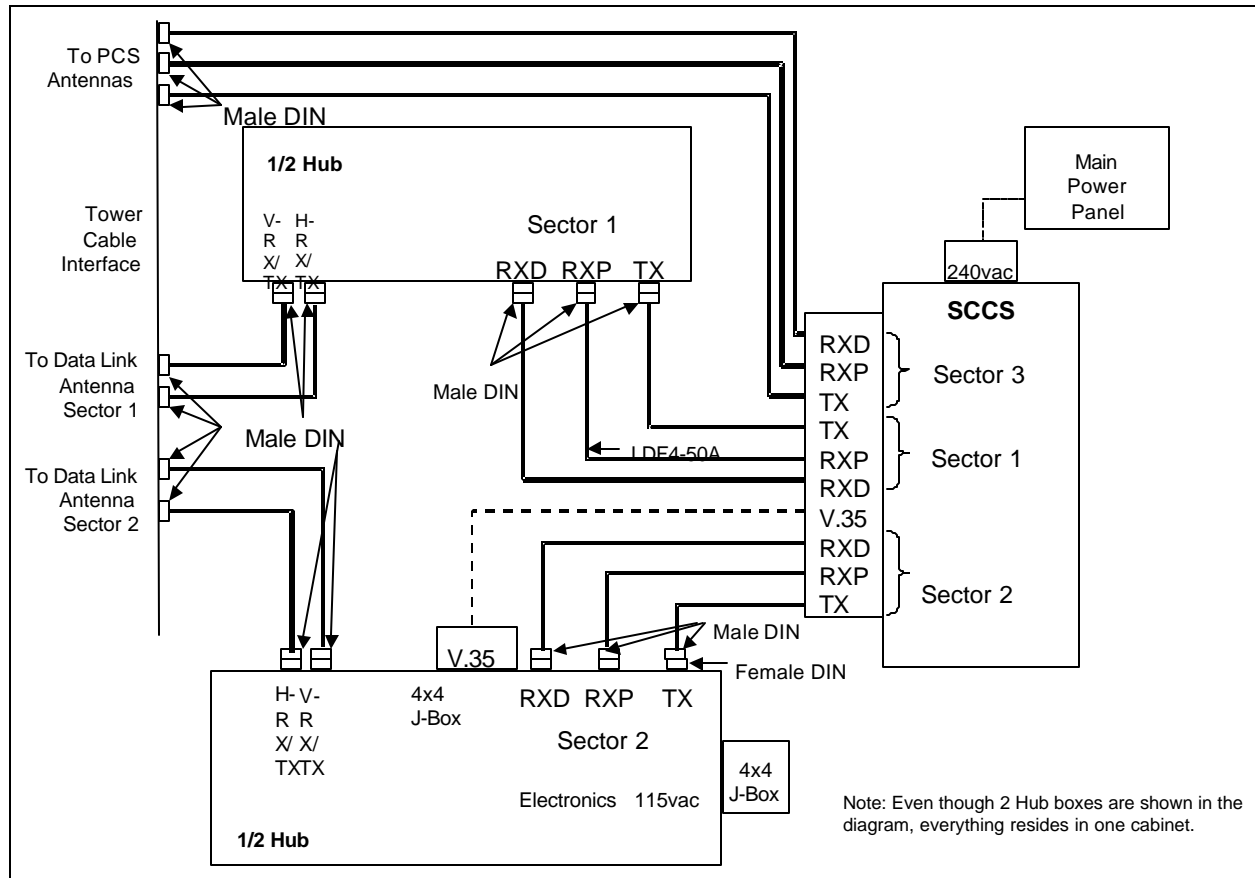 To PCS
Antennas
Male DIN
1/2 Hub
V-
R
X/
TX
H-
R
X/
TX
Sector 1
RXD RXP TX
Main
Power
Panel
Tower
Cable
Interface
240vac
SCCS
RXD
RXP
TX
Sector 3
TX
RXP
RXD
Sector 1
V.35
RXD
RXP
TX
Sector 2
To Data Link
Antenna
Sector 1
Male DIN
Male DIN
LDF4-50A
To Data Link
Antenna
Sector 2
Male DIN
Female DIN
V.35
H-
R
X/
TX
V-
R
X/
TX
4x4
J-Box
RXD RXP TX
Sector 2
Electronics 115vac
4x4
J-Box
1/2 Hub
Note: Even though 2 Hub boxes are shown in the
diagram, everything resides in one cabinet.